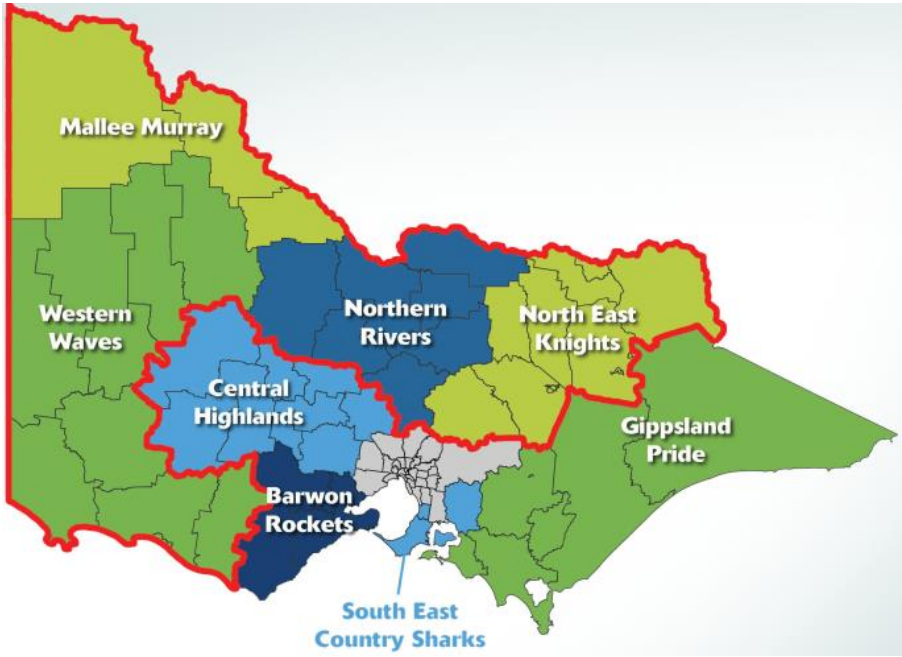 Mallee Murray
Western
Waves
Northern
Rivers
North East
Knights
Central
Highlands
Gippsland
Pride
Barwon
Rockets
South East
Country Sharks